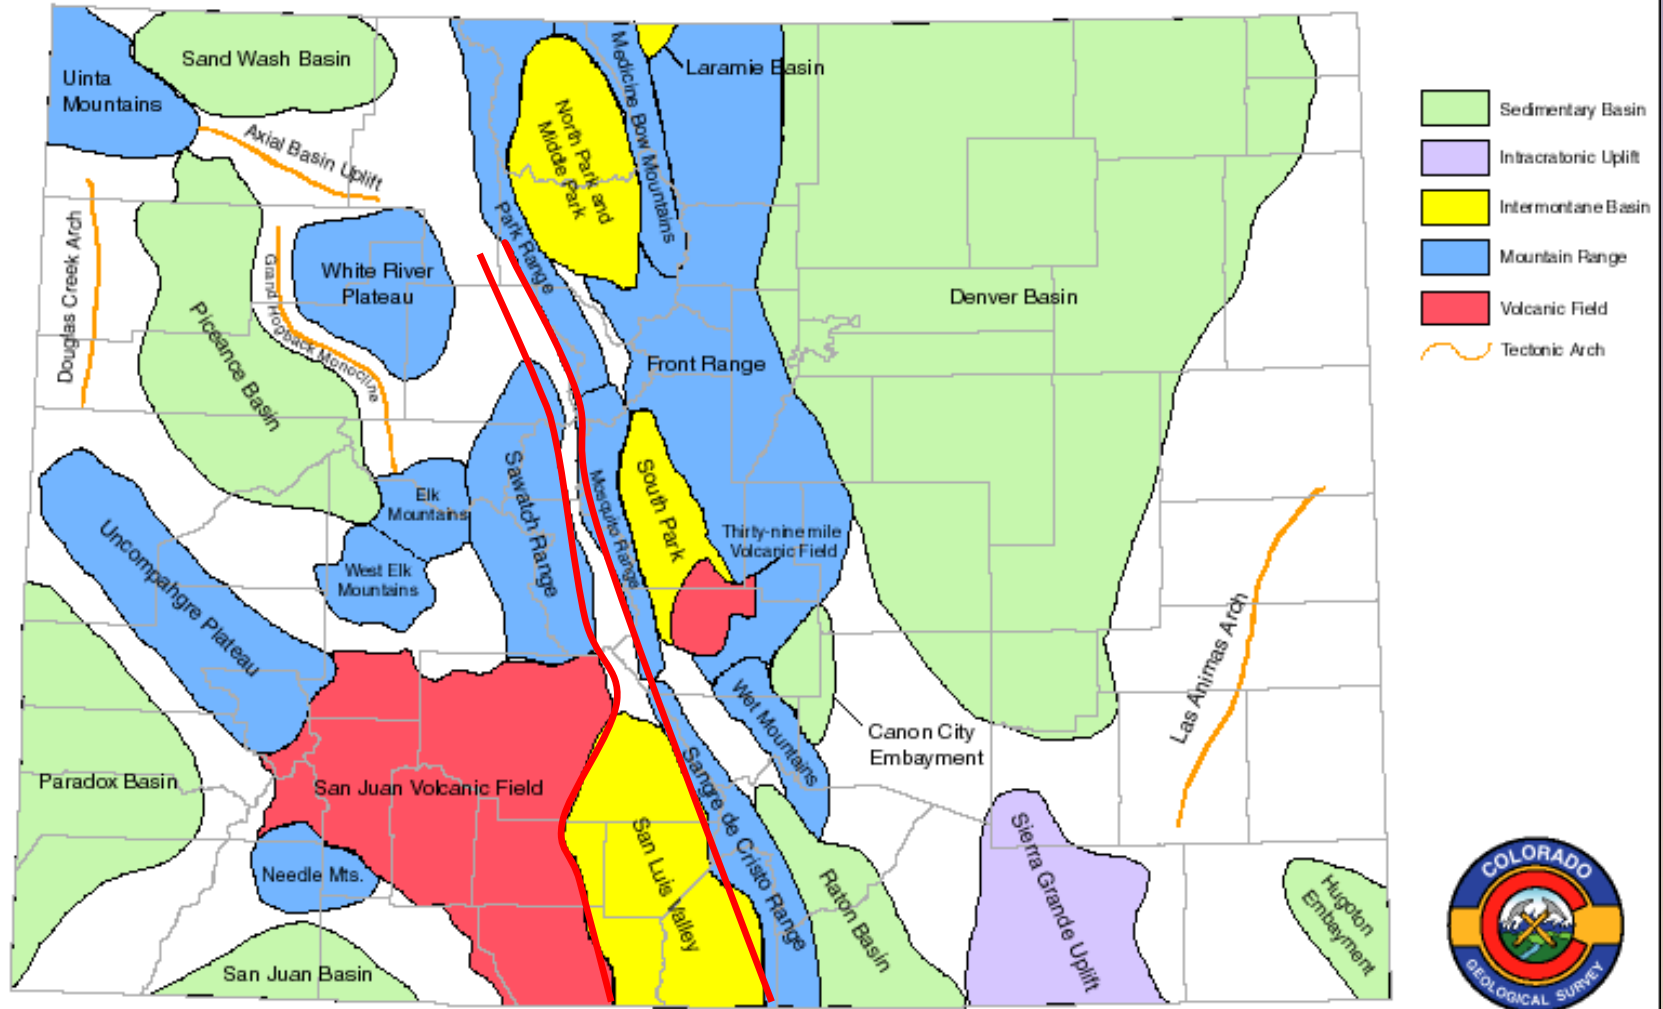 Sand Wash Basin
Uinta
Mountains
Axial Basin Uplift
Douglas Creek Arch
Grand Hogback Monocline
White River
Plateau
Piceance Basin
Park Range
North Park and
Middle Park
Medicine Bow Mountains
Laramie Basin
Front Range
Denver Basin
Sawatch Range
Mosquito Range
South Park
Thirty-nine mile
Volcanic Field
Elk
Mountains
West Elk
Mountains
Uncompahgre Plateau
Paradox Basin
San Juan Volcanic Field
Needle Mts.
San Juan Basin
San Luis Valley
Sangre de Cristo Range
Wet Mountains
Canon City
Embayment
Raton Basin
Sierra Grande Uplift
Las Animas Arch
Hugoton
Embayment
Sedimentary Basin
Intracratonic Uplift
Intermontane Basin
Mountain Range
Volcanic Field
Tectonic Arch
COLORADO
GEOLOGICAL SURVEY